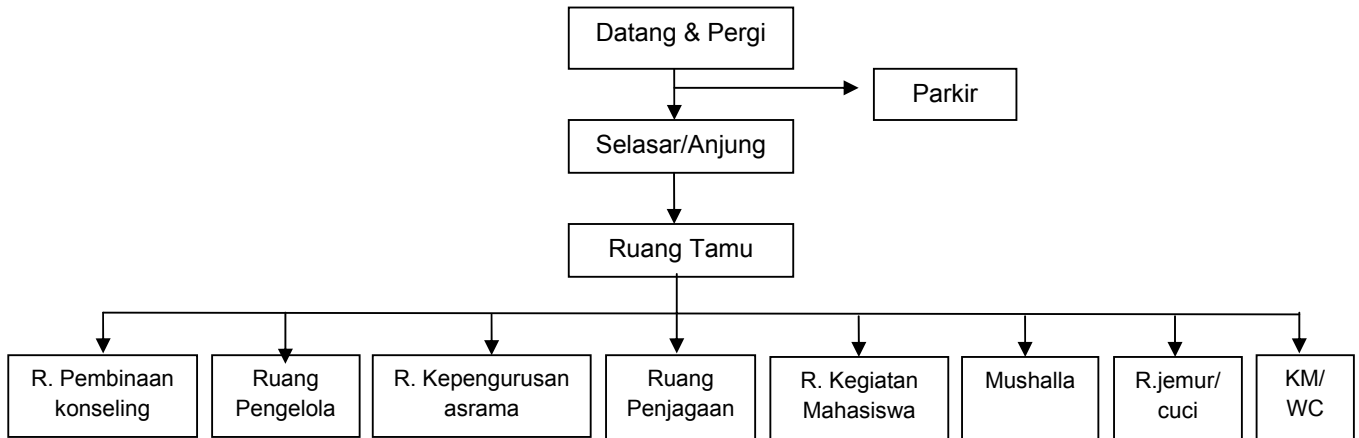 Datang & Pergi
Parkir
Selasar/Anjung
Ruang Tamu
R. Pembinaan
konseling
Ruang
Pengelola
R. Kepengurusan
asrama
Ruang
Penjagaan
R. Kegiatan
Mahasiswa
Mushalla
R.jemur/
cuci
KM/
WC